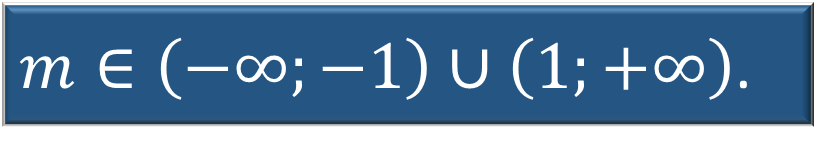 m ∈ (−∞; −1) ∪ (1; +∞).